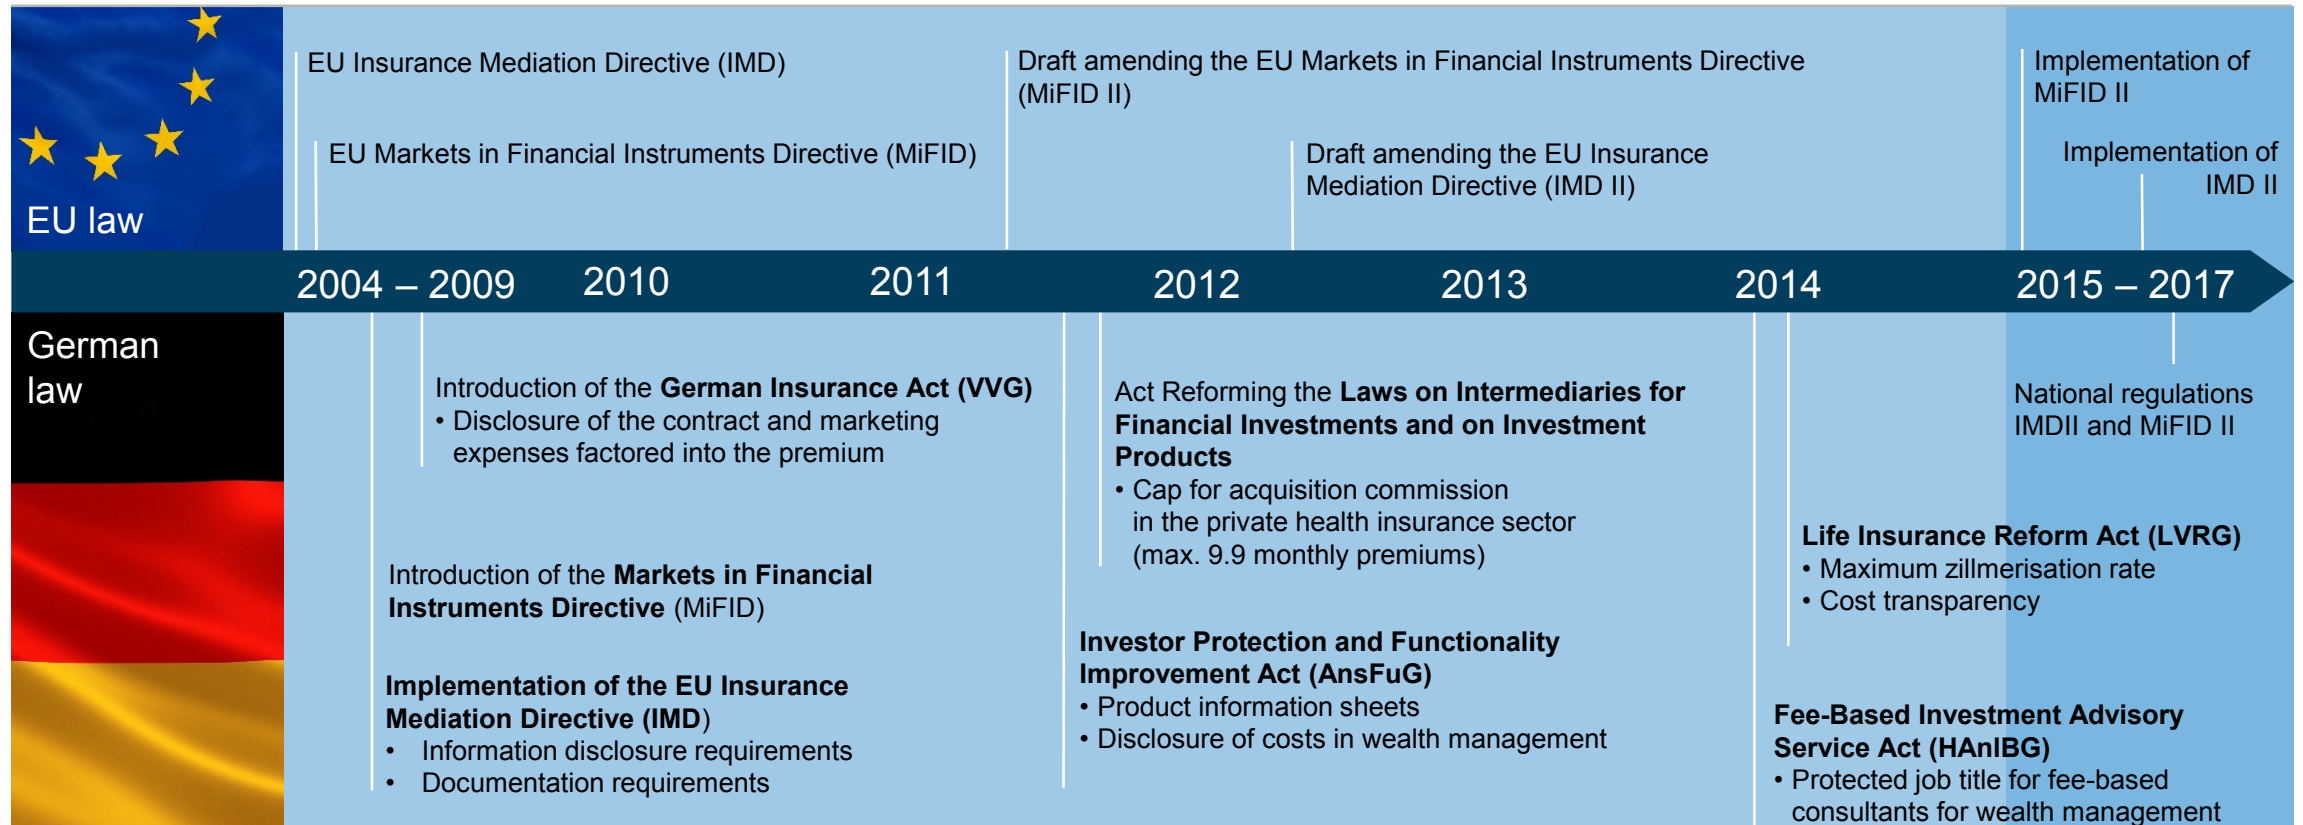 EU law
EU Insurance Mediation Directive (IMD)
EU Markets in Financial Instruments Directive (MiFID)
Draft amending the EU Markets in Financial Instruments Directive
(MiFID II)
Draft amending the EU Insurance
Mediation Directive (IMD II)
Implementation of
MiFID II
Implementation of
IMD II
2004 – 2009 2010 2011 2012 2013 2014 2015 – 2017
German
law
Introduction of the German Insurance Act (VVG)
• Disclosure of the contract and marketing
expenses factored into the premium
Introduction of the Markets in Financial
Instruments Directive (MiFID)
Implementation of the EU Insurance
Mediation Directive (IMD)
• Information disclosure requirements
• Documentation requirements
Act Reforming the Laws on Intermediaries for
Financial Investments and on Investment
Products
• Cap for acquisition commission
in the private health insurance sector
(max. 9.9 monthly premiums)
Investor Protection and Functionality
Improvement Act (AnsFuG)
• Product information sheets
• Disclosure of costs in wealth management
National regulations
IMDII and MiFID II
Life Insurance Reform Act (LVRG)
• Maximum zillmerisation rate
• Cost transparency
Fee-Based Investment Advisory
Service Act (HAnlBG)
• Protected job title for fee-based
consultants for wealth management